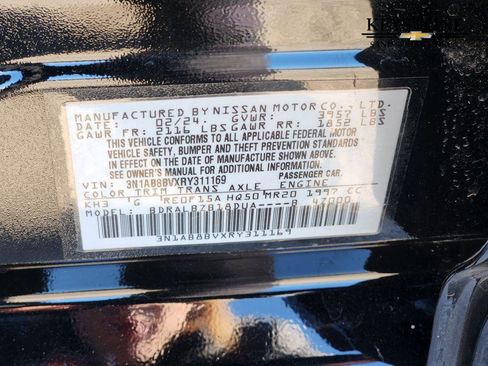 MANUFACTURED BY NISSAN MOTOR CO., LTD.
DATE: 02/24 GVWR: 3957 LBS
GAWR FR: 2116 LBS GAWR RR: 1852 LBS
THIS VEHICLE CONFORMS TO ALL APPLICABLE FEDERAL MOTOR
VEHICLE SAFETY, BUMPER AND THEFT PREVENTION STANDARDS
IN EFFECT ON THE DATE OF MANUFACTURE SHOWN ABOVE.
SEE OWNER'S MANUAL FOR ADDITIONAL INFORMATION.
VIN: 3N1AB8BVXRY311169 PASSENGER CAR.
COLOR TRIM TRANS AXLE ENGINE
KH3 G RE0F15A HQ50 MR20 1997 CC
MODEL: BDRALB7B18DUA----B 47000
3N1AB8BVXRY311169